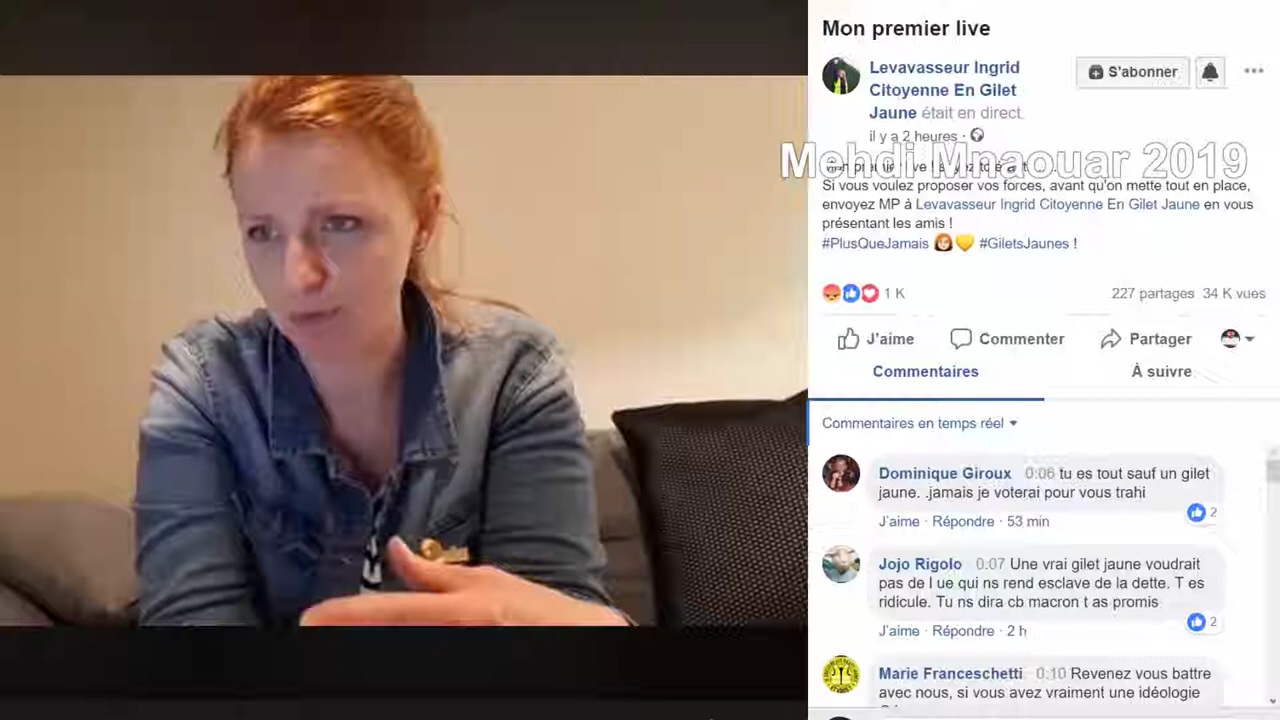 Mon premier live
Levavasseur Ingrid
Citoyenne En Gilet
Jaune était en direct.
S'abonner
il y a 2 heures ·
Mehdi Mnaouar 2019
Si vous voulez proposer vos forces, avant qu'on mette tout en place,
envoyez MP à Levavasseur Ingrid Citoyenne En Gilet Jaune en vous
présentant les amis !
#PlusQueJamais #GiletsJaunes !
1 K 227 partages 34 K vues
J'aime Commenter Partager
Commentaires À suivre
Commentaires en temps réel
Dominique Giroux 0:06 tu es tout sauf un gilet
jaune. .jamais je voterai pour vous trahi
J'aime · Répondre · 53 min 2
Jojo Rigolo 0:07 Une vrai gilet jaune voudrait
pas de l ue qui ns rend esclave de la dette. T es
ridicule. Tu ns dira cb macron t as promis
J'aime · Répondre · 2 h 2
Marie Franceschetti 0:10 Revenez vous battre
avec nous, si vous avez vraiment une idéologie